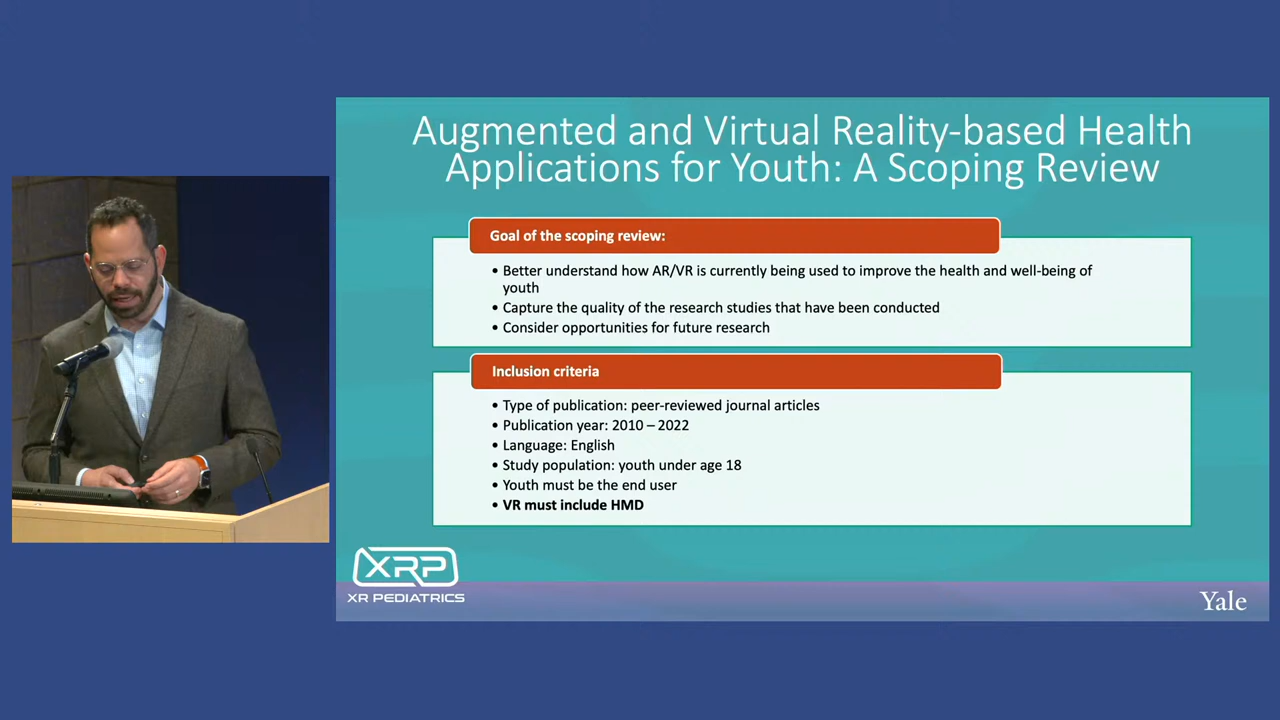 Augmented and Virtual Reality-based Health
Applications for Youth: A Scoping Review
Goal of the scoping review:
• Better understand how AR/VR is currently being used to improve the health and well-being of
youth
• Capture the quality of the research studies that have been conducted
• Consider opportunities for future research
Inclusion criteria
• Type of publication: peer-reviewed journal articles
• Publication year: 2010 – 2022
• Language: English
• Study population: youth under age 18
• Youth must be the end user
• VR must include HMD
XRP
XR PEDIATRICS
Yale